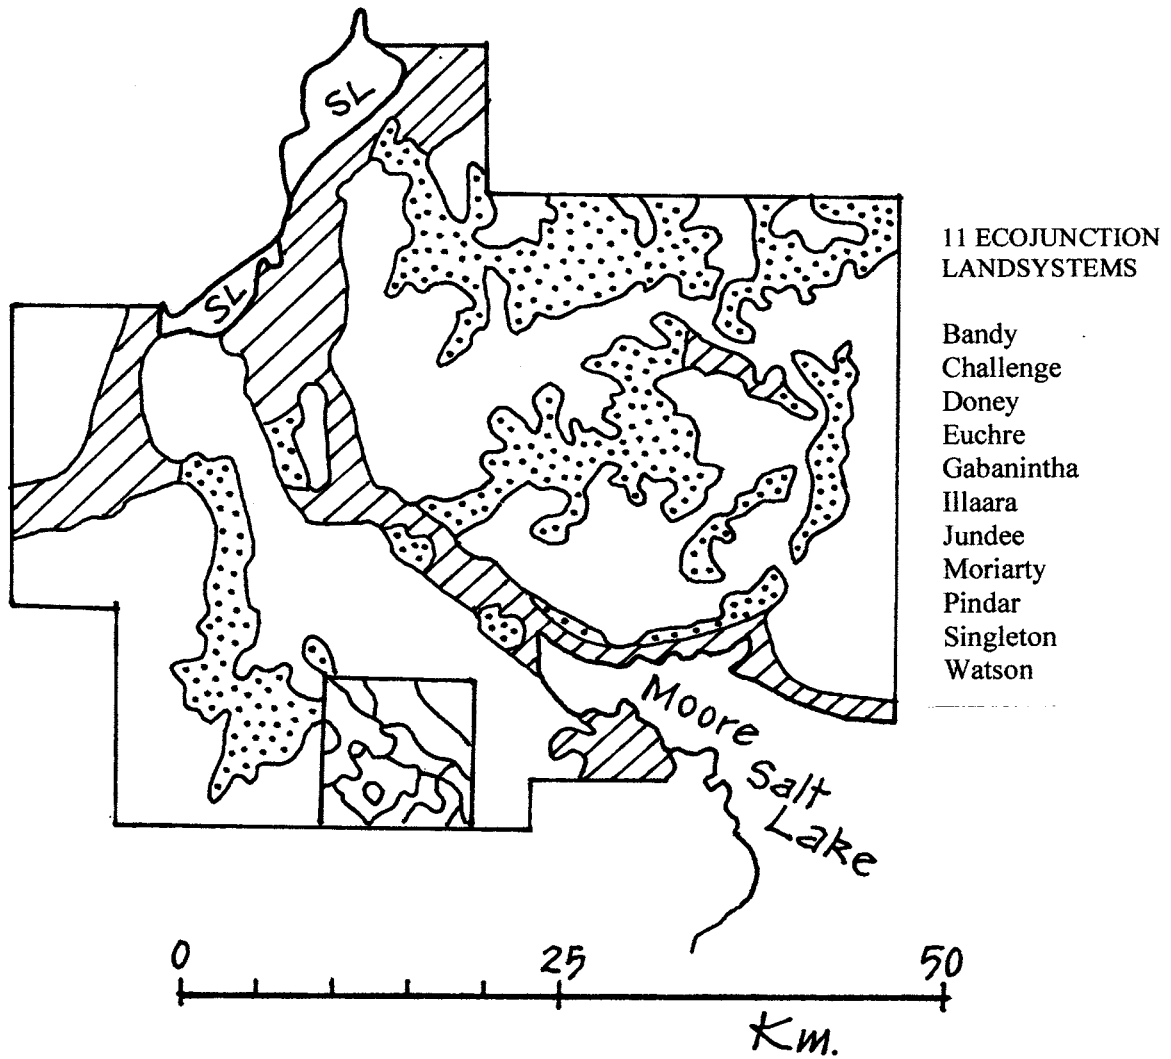 SL
SL
11 ECOJUNCTION
LANDSYSTEMS
Bandy
Challenge
Doney
Euchre
Gabanintha
Illaara
Jundee
Moriarty
Pindar
Singleton
Watson
Moore
Salt
Lake
0 25 50
Km.